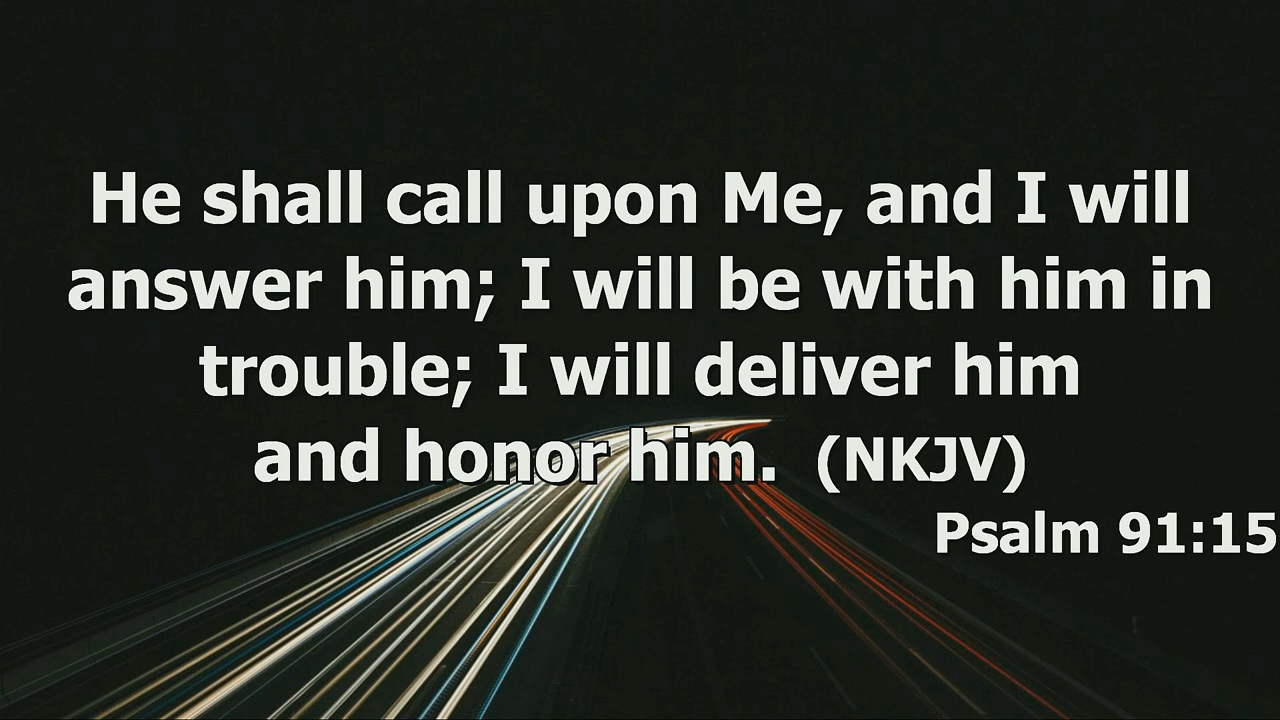 He shall call upon Me, and I will
answer him; I will be with him in
trouble; I will deliver him
and honor him. (NKJV)
Psalm 91:15